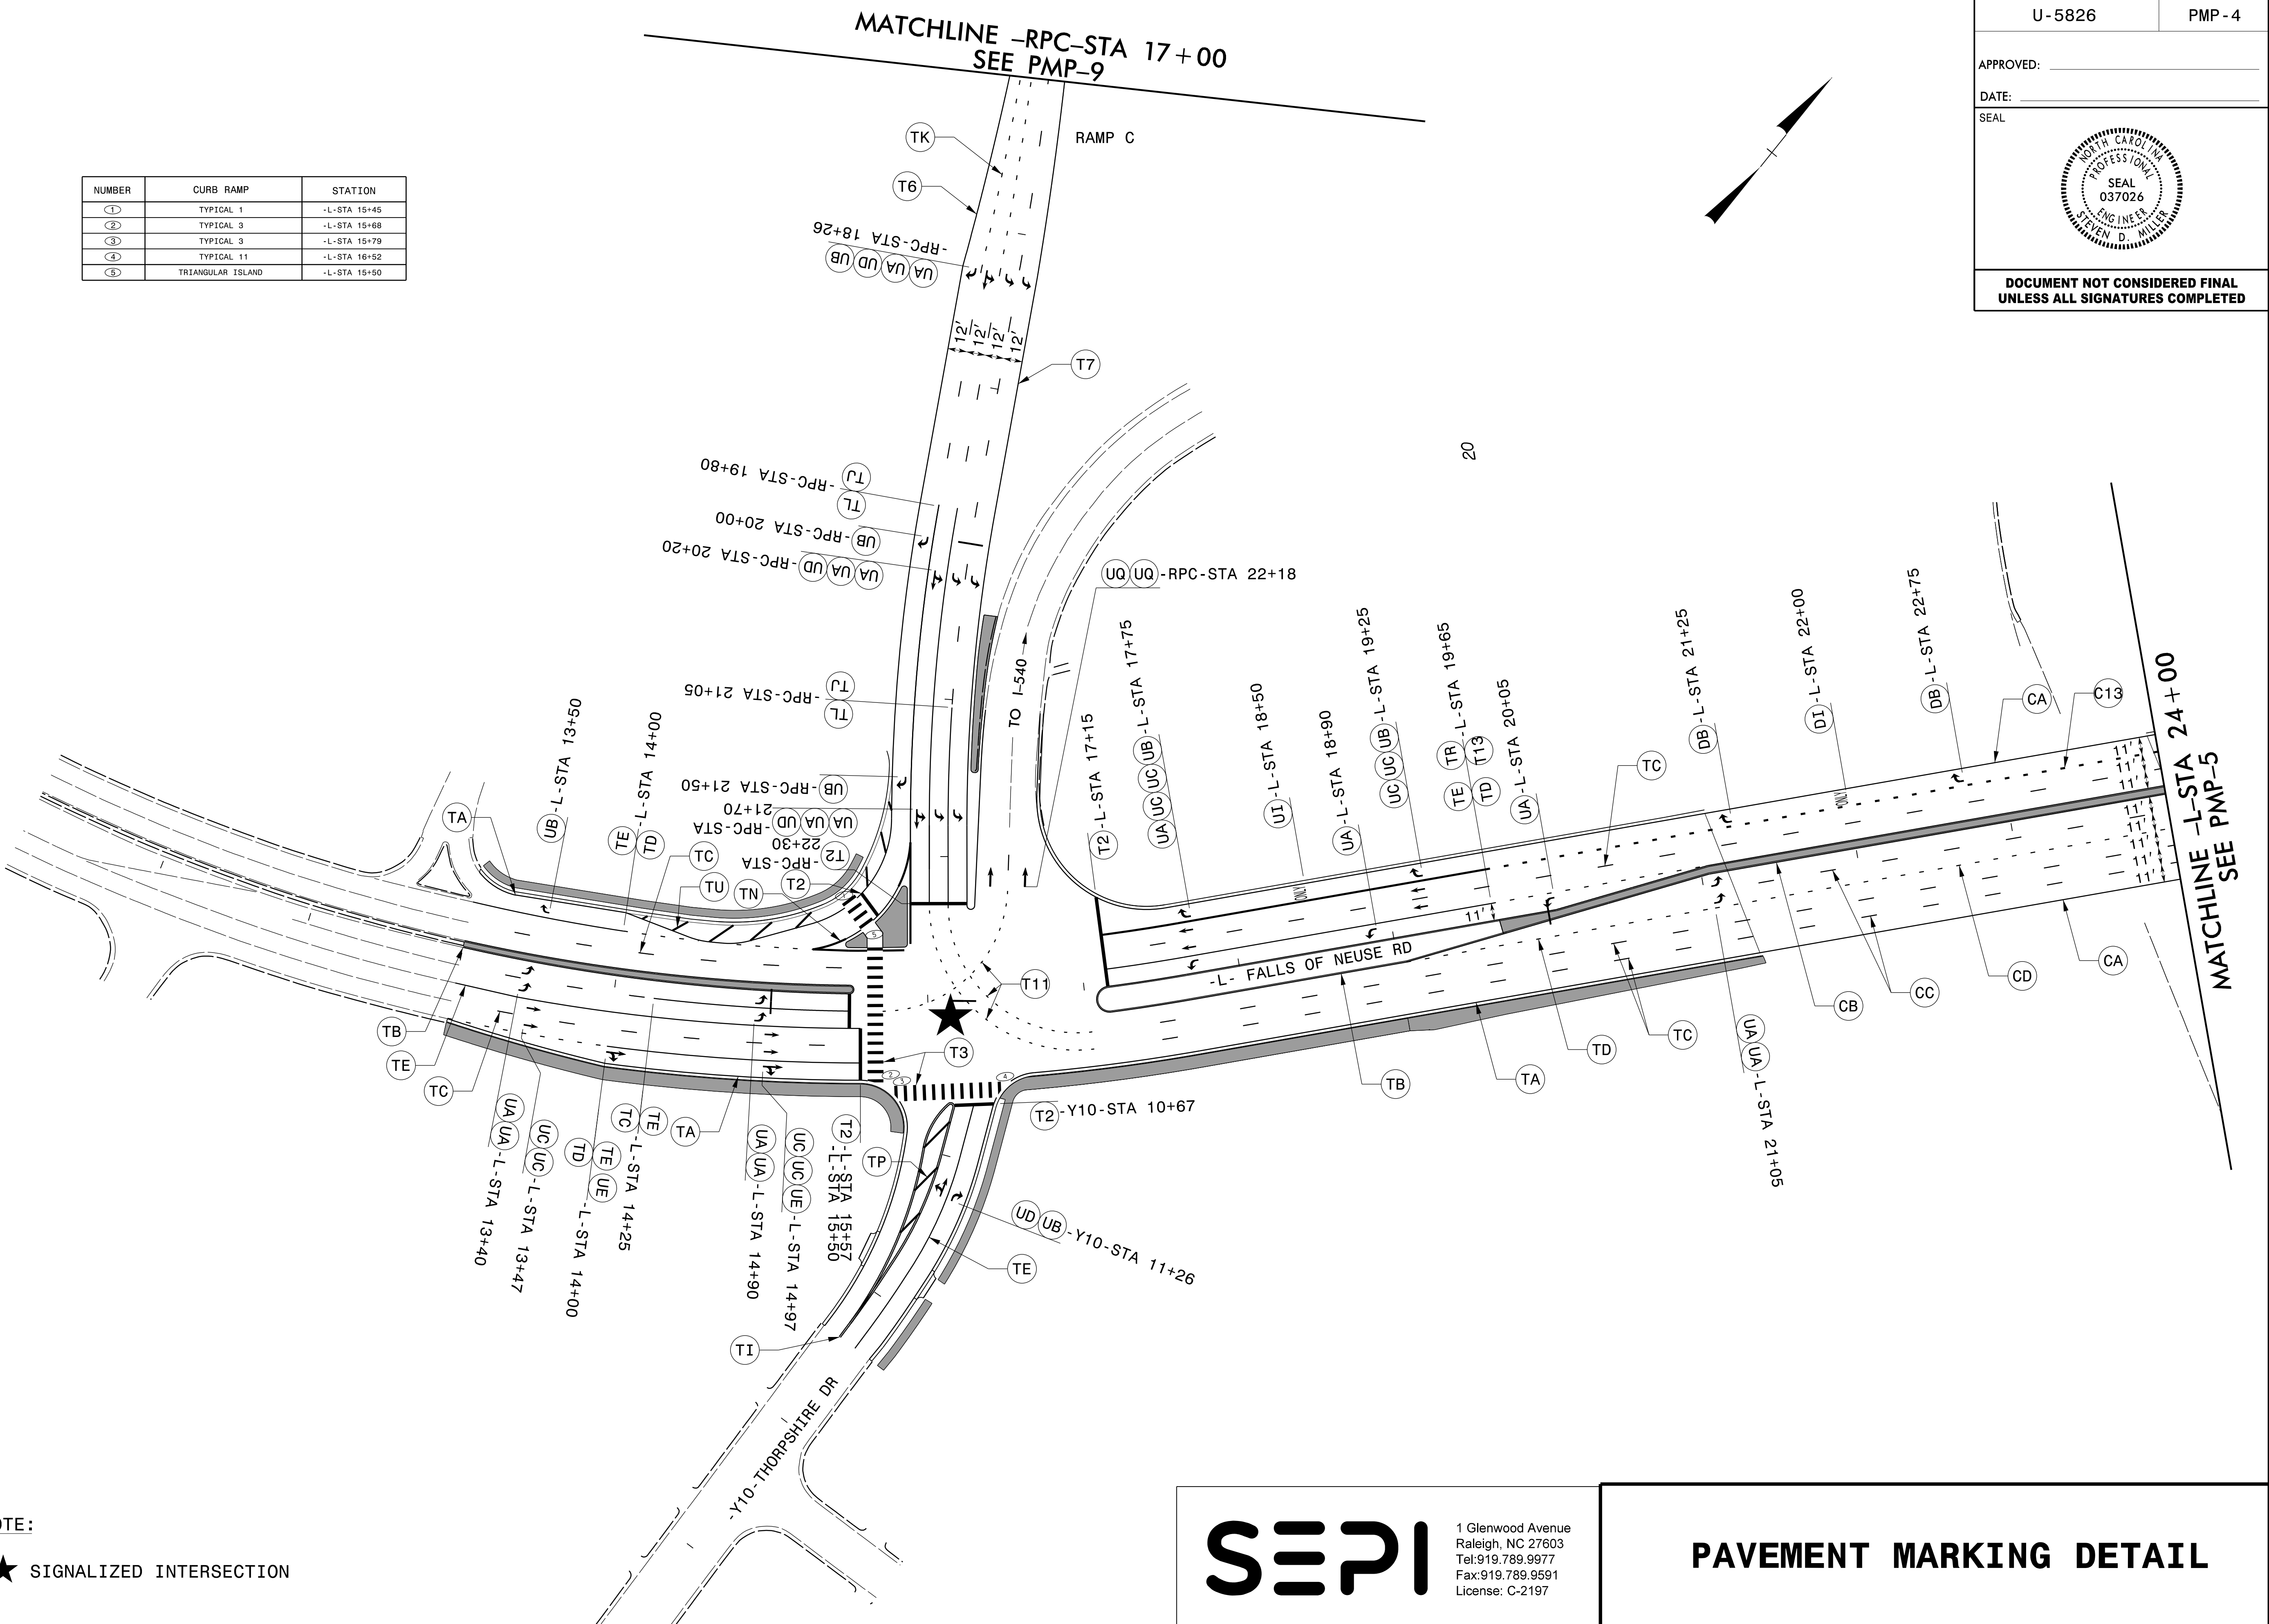 MATCHLINE –RPC–STA 17+00
SEE PMP–9
U-5826 PMP-4
APPROVED:
DATE:
SEAL
NORTH CAROLINA
PROFESSIONAL
SEAL
037026
ENGINEER
STEVEN D. MILLER
DOCUMENT NOT CONSIDERED FINAL
UNLESS ALL SIGNATURES COMPLETED
NUMBER CURB RAMP STATION
1 TYPICAL 1 -L-STA 15+45
2 TYPICAL 3 -L-STA 15+68
3 TYPICAL 3 -L-STA 15+79
4 TYPICAL 11 -L-STA 16+52
5 TRIANGULAR ISLAND -L-STA 15+50
TK
RAMP C
T6
-RPC-STA 18+26
UA UA UD UB
12' 12' 12' 12'
T7
20
TJ
TL
-RPC-STA 19+80
UB -RPC-STA 20+00
UA UA UD -RPC-STA 20+20
UQ UQ -RPC-STA 22+18
TO I-540
TJ
TL
-RPC-STA 21+05
UB -RPC-STA 21+50
UA UA UD -RPC-STA 21+70
T2 -RPC-STA 22+30
TA
UB -L-STA 13+50
TE TD -L-STA 14+00
TC
TU
TN
T2
T2 -L-STA 17+15
UA UC UC UB -L-STA 17+75
UI -L-STA 18+50
UA -L-STA 18+90
UC UC UB -L-STA 19+25
TE TR TD T13 -L-STA 19+65
UA -L-STA 20+05
TC
DB -L-STA 21+25
DI -L-STA 22+00
DB -L-STA 22+75
CA
C13
MATCHLINE –L–STA 24+00
SEE PMP–5
11' 11' 11' 11' 11' 11' 11'
ONLY
ONLY
11'
-L- FALLS OF NEUSE RD
5
T11
T3
2
3
4
TB
TE
TC
UA UA -L-STA 13+40
UC UC -L-STA 13+47
TD TE UE -L-STA 14+00
TC TE -L-STA 14+25
TA
UA UA -L-STA 14+90
UC UC UE -L-STA 14+97
T2 -L-STA 15+57
-L-STA 15+50
TP
T2 -Y10-STA 10+67
UD UB -Y10-STA 11+26
TE
TI
-Y10-THORPSHIRE DR
TB
TA
TD
TC
UA UA -L-STA 21+05
CB
CC
CD
CA
OTE:
SIGNALIZED INTERSECTION
SEPI
1 Glenwood Avenue
Raleigh, NC 27603
Tel:919.789.9977
Fax:919.789.9591
License: C-2197
PAVEMENT MARKING DETAIL